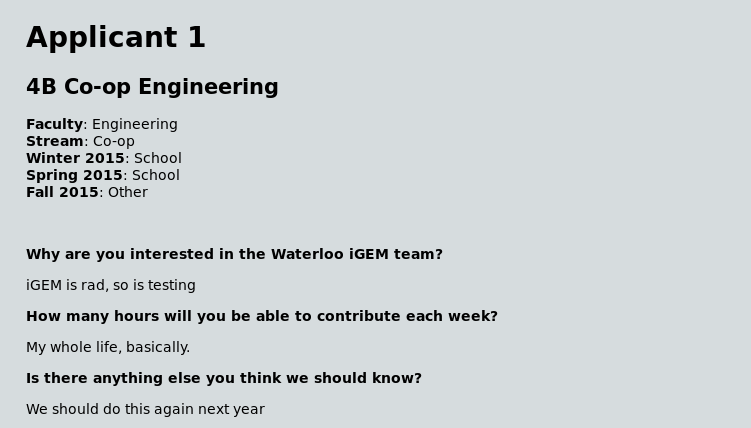 Applicant 1
4B Co-op Engineering
Faculty: Engineering
Stream: Co-op
Winter 2015: School
Spring 2015: School
Fall 2015: Other
Why are you interested in the Waterloo iGEM team?
iGEM is rad, so is testing
How many hours will you be able to contribute each week?
My whole life, basically.
Is there anything else you think we should know?
We should do this again next year